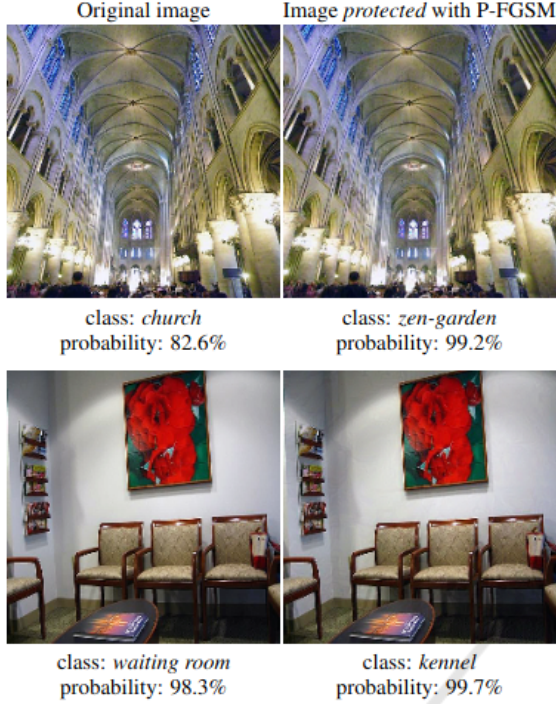 Original image
Image protected with P-FGSM
class: church
probability: 82.6%
class: zen-garden
probability: 99.2%
class: waiting room
probability: 98.3%
class: kennel
probability: 99.7%